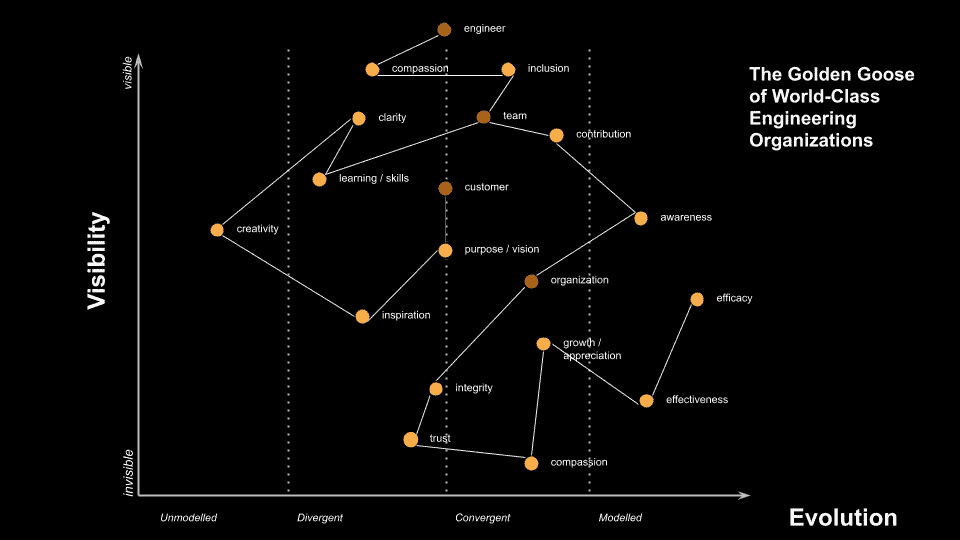 engineer
visible
compassion
inclusion
The Golden Goose
of World-Class
Engineering
Organizations
clarity
team
contribution
learning / skills
customer
creativity
awareness
Visibility
purpose / vision
organization
efficacy
inspiration
growth /
appreciation
integrity
effectiveness
trust
compassion
invisible
Unmodelled
Divergent
Convergent
Modelled
Evolution